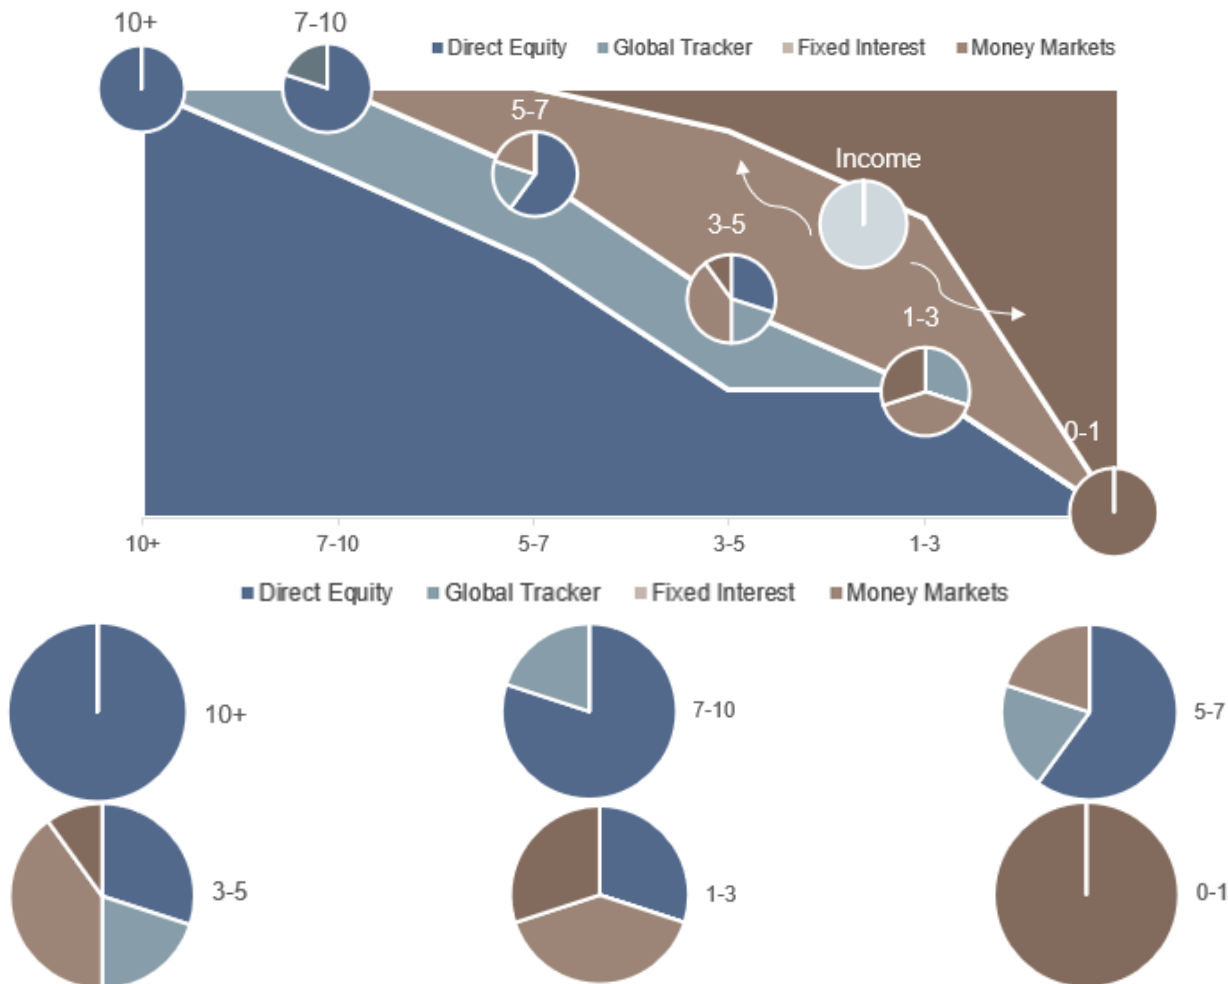 10+ 7-10
Direct Equity Global Tracker Fixed Interest Money Markets
5-7
Income
3-5
1-3
0-1
10+ 7-10 5-7 3-5 1-3
Direct Equity Global Tracker Fixed Interest Money Markets
10+ 7-10 5-7
3-5 1-3 0-1